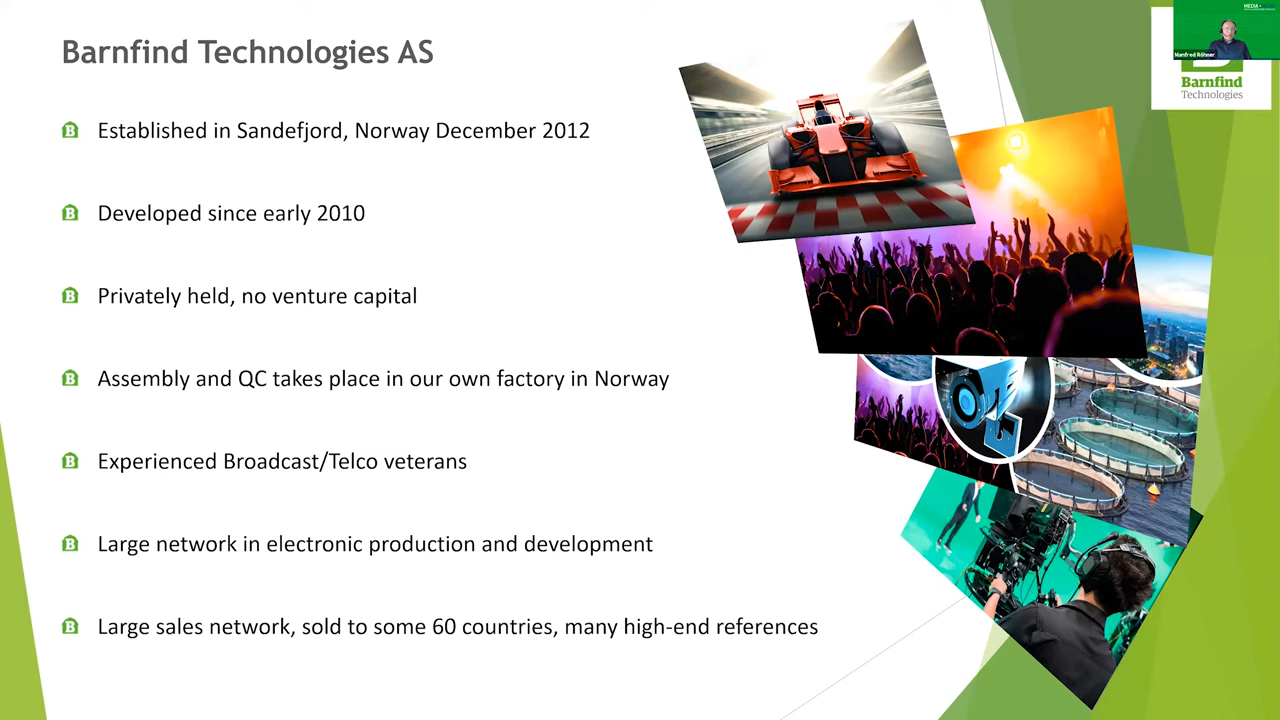 Barnfind Technologies AS
Established in Sandefjord, Norway December 2012
Developed since early 2010
Privately held, no venture capital
Assembly and QC takes place in our own factory in Norway
Experienced Broadcast/Telco veterans
Large network in electronic production and development
Large sales network, sold to some 60 countries, many high-end references
Manfred Röhner
Barnfind
Technologies